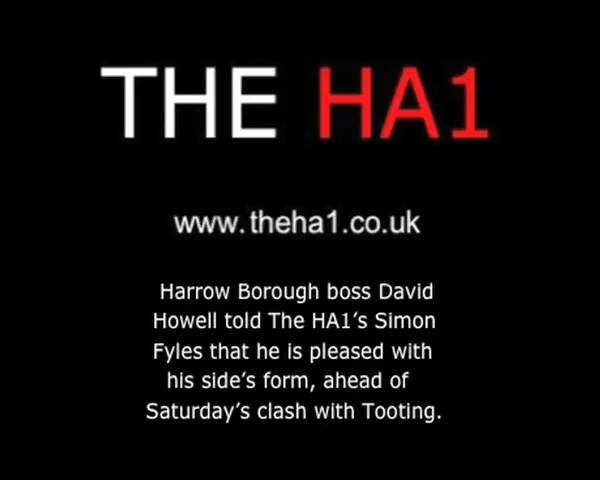 THE HA1
www.theha1.co.uk
Harrow Borough boss David
Howell told The HA1's Simon
Fyles that he is pleased with
his side's form, ahead of
Saturday's clash with Tooting.